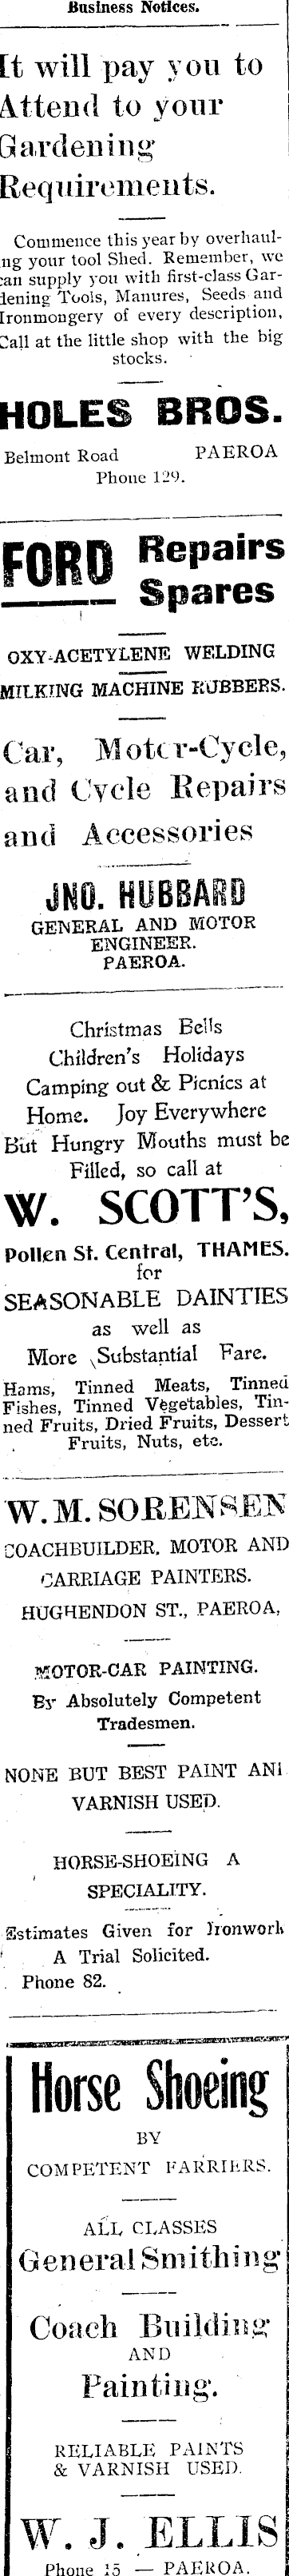 Business Notices.
It will pay you to
Attend to your
Gardening
Requirements.
Commence this year by overhaul-
ing your tool Shed. Remember, we
can supply you with first-class Gar-
dening Tools, Manures, Seeds and
Ironmongery of every description,
Call at the little shop with the big
stocks.
HOLES BROS.
Belmont Road PAEROA
Phone 129.
FORD Repairs
Spares
OXY-ACETYLENE WELDING
MILKING MACHINE RUBBERS.
Car, Motor-Cycle,
and Cycle Repairs
and Accessories
JNO. HUBBARD
GENERAL AND MOTOR
ENGINEER.
PAEROA.
Christmas Bells
Children's Holidays
Camping out & Picnics at
Home. Joy Everywhere
But Hungry Mouths must be
Filled, so call at
W. SCOTT'S,
Pollen St. Central, THAMES.
for
SEASONABLE DAINTIES
as well as
More Substantial Fare.
Hams, Tinned Meats, Tinned
Fishes, Tinned Vegetables, Tin-
ned Fruits, Dried Fruits, Dessert
Fruits, Nuts, etc.
W. M. SORENSEN
COACHBUILDER, MOTOR AND
CARRIAGE PAINTERS.
HUGHENDON ST., PAEROA,
MOTOR-CAR PAINTING.
By Absolutely Competent
Tradesmen.
NONE BUT BEST PAINT AND
VARNISH USED.
HORSE-SHOEING A
SPECIALITY.
Estimates Given for Ironwork
A Trial Solicited.
Phone 82.
Horse Shoeing
BY
COMPETENT FARRIERS.
ALL CLASSES
General Smithing
Coach Building
AND
Painting.
RELIABLE PAINTS
& VARNISH USED.
W. J. ELLIS
Phone 15 — PAEROA.